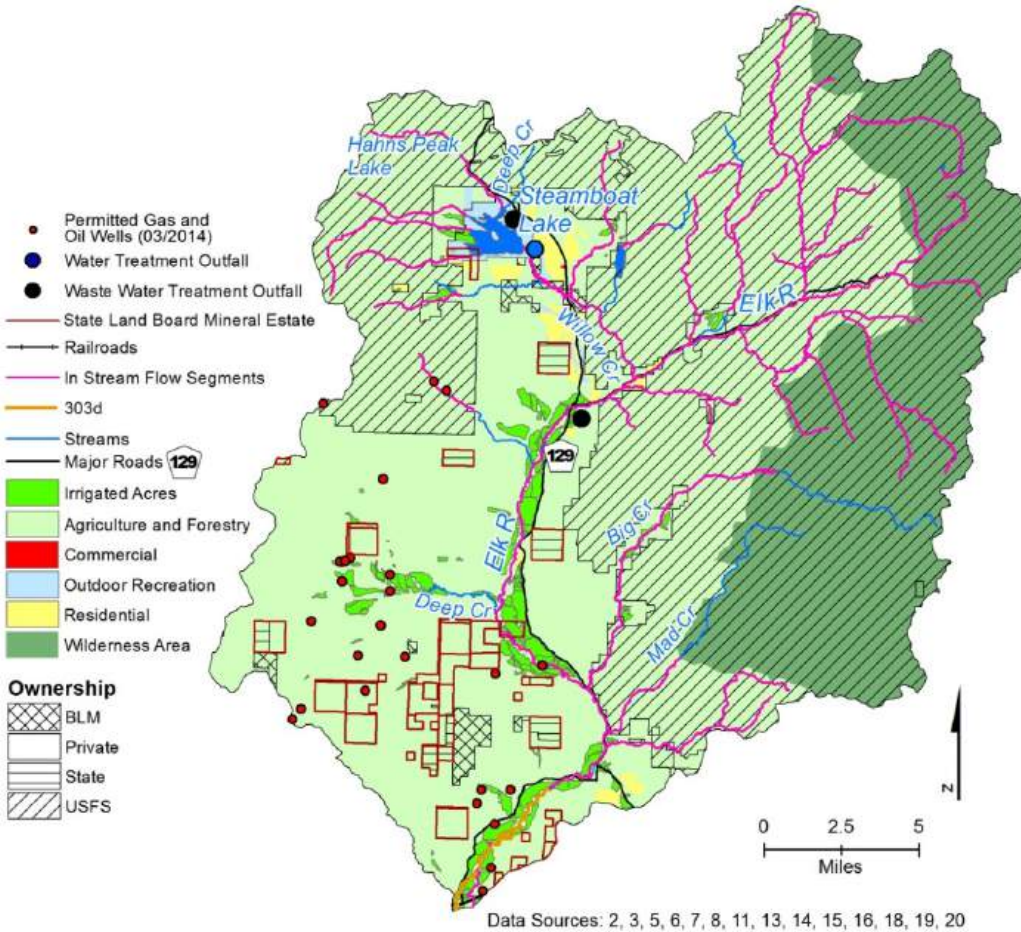 Hahns Peak
Lake
Deep Cr
Steamboat
Lake
Elk R
Willow Cr
129
Big Cr
Elk R
Deep Cr
Mad Cr
Permitted Gas and
Oil Wells (03/2014)
Water Treatment Outfall
Waste Water Treatment Outfall
State Land Board Mineral Estate
Railroads
In Stream Flow Segments
303d
Streams
Major Roads 129
Irrigated Acres
Agriculture and Forestry
Commercial
Outdoor Recreation
Residential
Wilderness Area
Ownership
BLM
Private
State
USFS
N
0 2.5 5
Miles
Data Sources: 2, 3, 5, 6, 7, 8, 11, 13, 14, 15, 16, 18, 19, 20